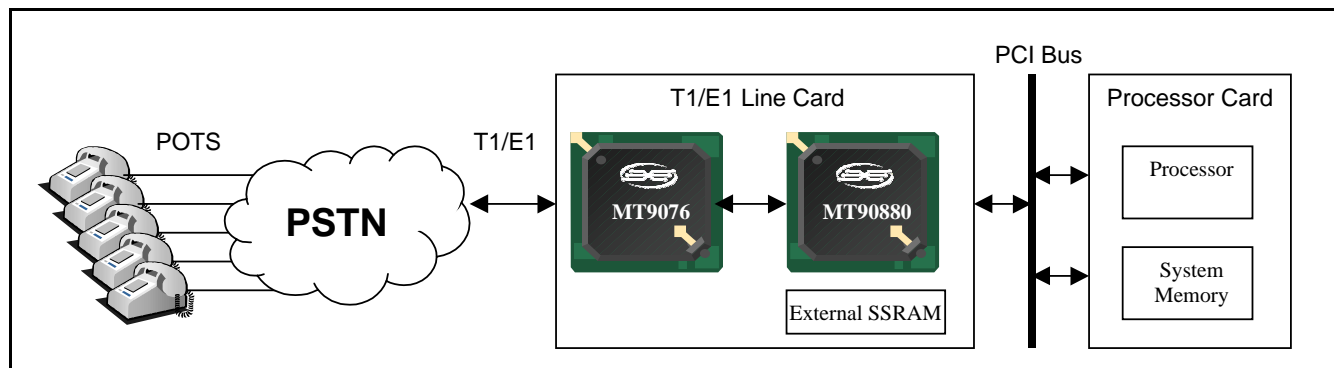 PCI Bus
T1/E1 Line Card
Processor Card
POTS
T1/E1
PSTN
MT9076
MT90880
Processor
System
Memory
External SSRAM